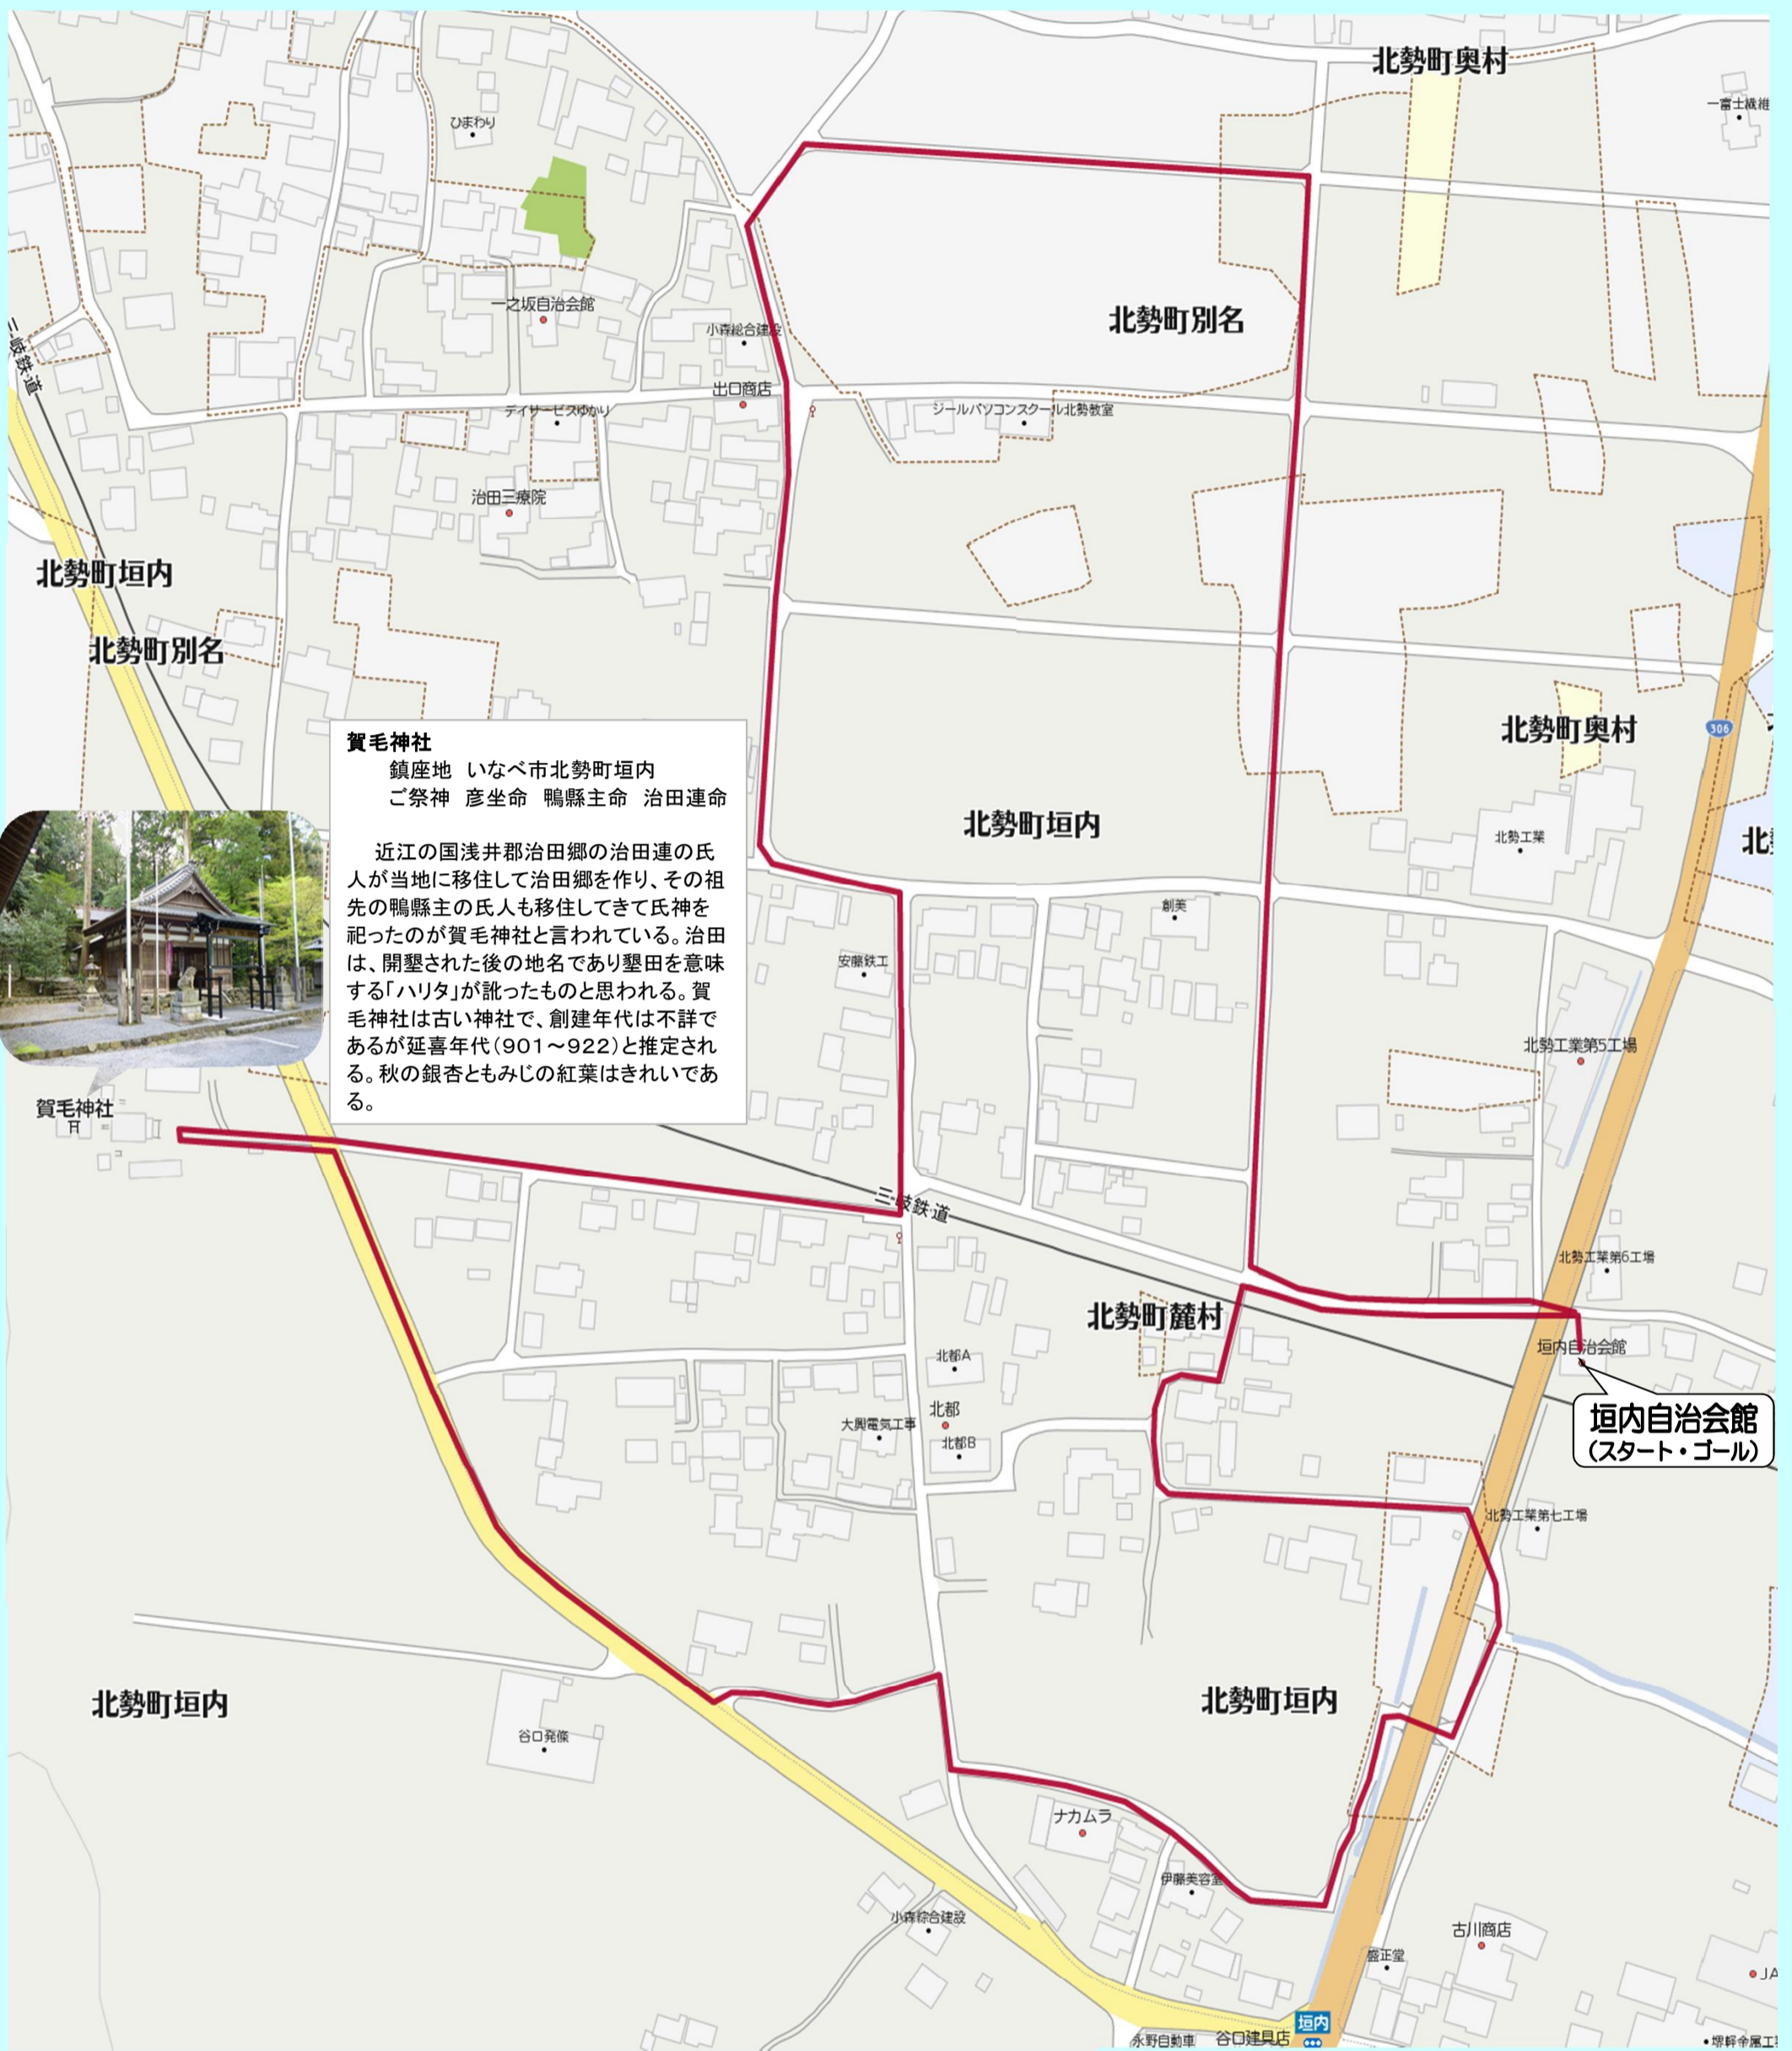 北勢町奥村
一富士繊維
ひまわり
一之坂自治会館
小森総合建設
北勢町別名
三岐鉄道
出口商店
デイサービスゆかり
ジールパソコンスクール北勢教室
治田三療院
北勢町垣内
北勢町別名
306
北勢町奥村
北勢町垣内
北勢工業
賀毛神社
鎮座地 いなべ市北勢町垣内
ご祭神 彦坐命 鴨縣主命 治田連命
近江の国浅井郡治田郷の治田連の氏
人が当地に移住して治田郷を作り、その祖
先の鴨縣主の氏人も移住してきて氏神を
祀ったのが賀毛神社と言われている。治田
は、開墾された後の地名であり墾田を意味
する「ハリタ」が訛ったものと思われる。賀
毛神社は古い神社で、創建年代は不詳で
あるが延喜年代(901～922)と推定され
る。秋の銀杏ともみじの紅葉はきれいであ
る。
創美
安藤鉄工
北勢工業第5工場
賀毛神社
三岐鉄道
北勢工業第6工場
北勢町麓村
垣内自治会館
北都A
北都
大興電気工事
北都B
垣内自治会館
(スタート・ゴール)
北勢工業第七工場
北勢町垣内
北勢町垣内
谷口発條
ナカムラ
伊藤美容室
小森綜合建設
古川商店
盛正堂
JA
垣内
永野自動車
谷口建具店
堺軽金属工